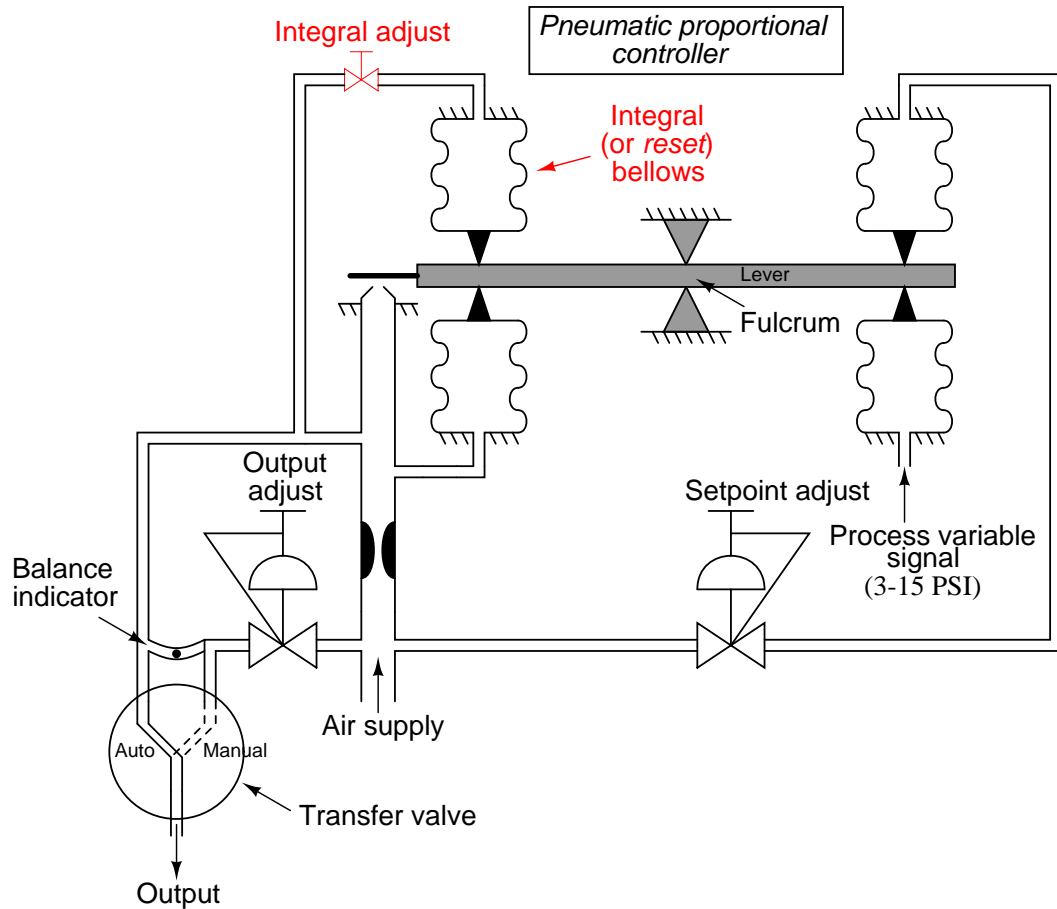 Integral adjust
Pneumatic proportional
controller
Integral
(or reset)
bellows
Lever
Fulcrum
Output
adjust
Setpoint adjust
Process variable
signal
(3-15 PSI)
Balance
indicator
Air supply
Auto
Manual
Transfer valve
Output